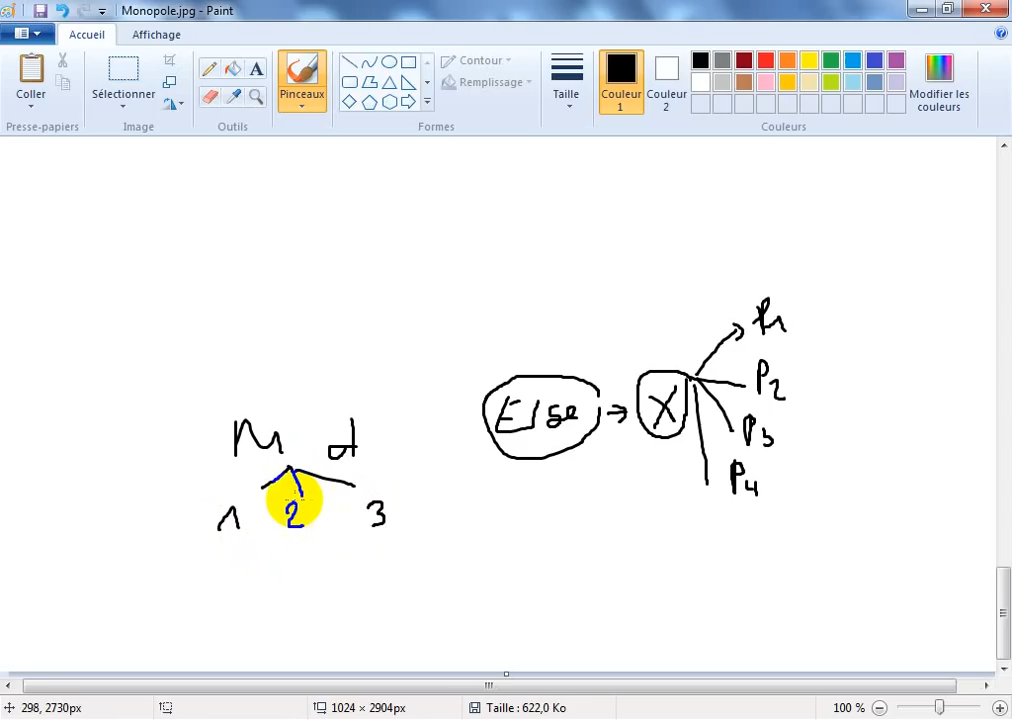 Monopole.jpg - Paint
Accueil
Affichage
Coller
Sélectionner
Pinceaux
Contour
Remplissage
Taille
Couleur 1
Couleur 2
Modifier les couleurs
Presse-papiers
Image
Outils
Formes
Couleurs
P1
P2
Else → X
P3
M d
P4
1 2 3
298, 2730px
1024 × 2904px
Taille : 622,0 Ko
100 %